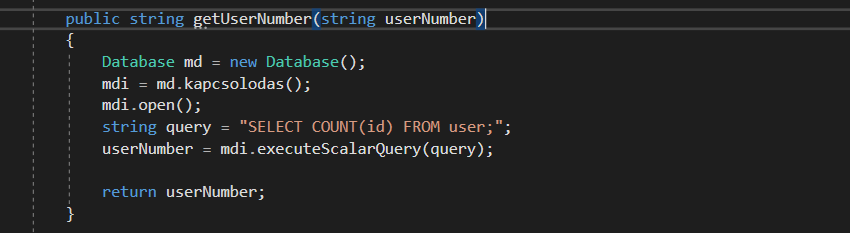 public string getUserNumber(string userNumber)
{
Database md = new Database();
mdi = md.kapcsolodas();
mdi.open();
string query = "SELECT COUNT(id) FROM user;";
userNumber = mdi.executeScalarQuery(query);
return userNumber;
}